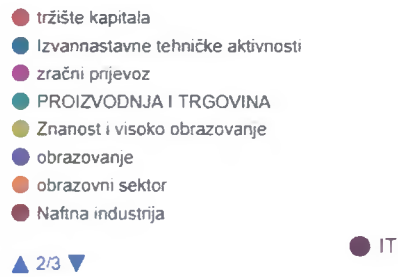 tržište kapitala
Izvannastavne tehničke aktivnosti
zračni prijevoz
PROIZVODNJA I TRGOVINA
Znanost i visoko obrazovanje
obrazovanje
obrazovni sektor
Naftna industrija
IT
2/3